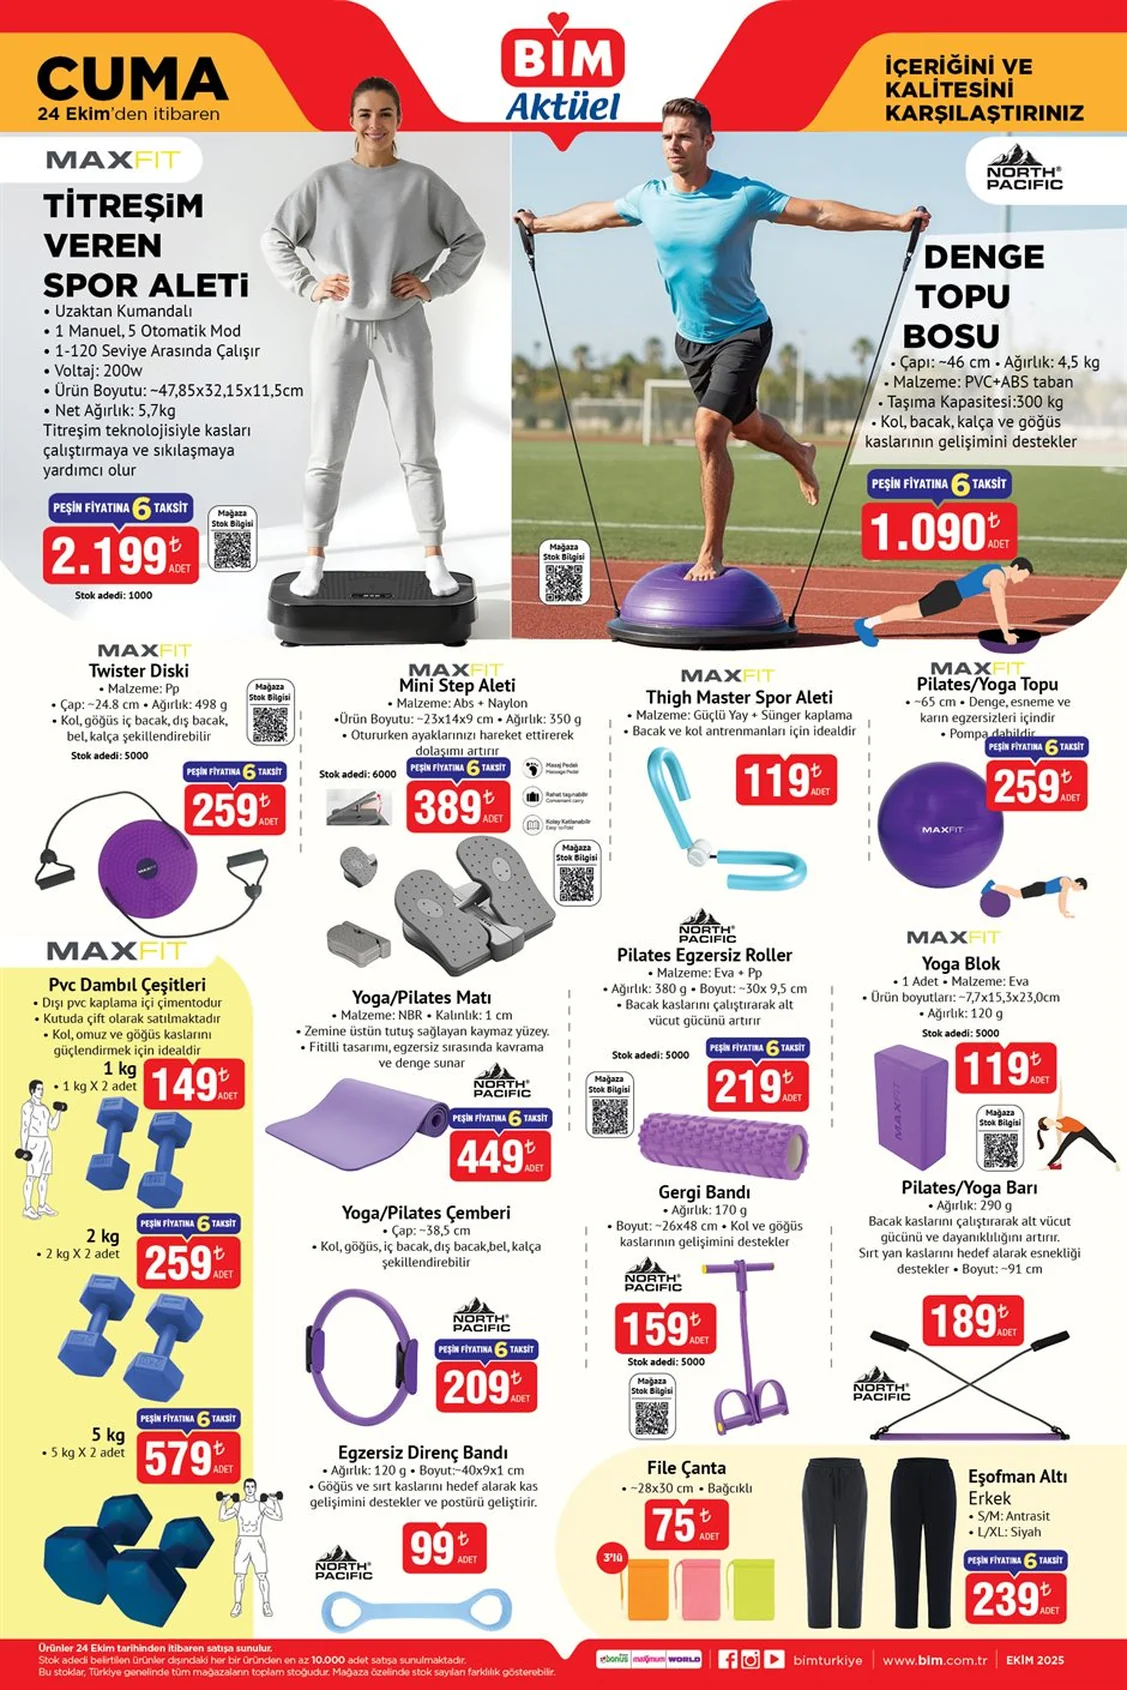 CUMA
24 Ekim'den itibaren
BİM
Aktüel
İÇERİĞİNİ VE
KALİTESİNİ
KARŞILAŞTIRINIZ
MAXFIT
TİTREŞİM
VEREN
SPOR ALETİ
• Uzaktan Kumandalı
• 1 Manuel, 5 Otomatik Mod
• 1-120 Seviye Arasında Çalışır
• Voltaj: 200w
• Ürün Boyutu: ~47,85x32,15x11,5cm
• Net Ağırlık: 5,7kg
Titreşim teknolojisiyle kasları
çalıştırmaya ve sıkılaşmaya
yardımcı olur
PEŞİN FİYATINA 6 TAKSİT
2.199₺
ADET
Stok adedi: 1000
Mağaza
Stok Bilgisi
BİM
NORTH®
PACIFIC
DENGE
TOPU
BOSU
• Çapı: ~46 cm • Ağırlık: 4,5 kg
• Malzeme: PVC+ABS taban
• Taşıma Kapasitesi:300 kg
• Kol, bacak, kalça ve göğüs
kaslarının gelişimini destekler
PEŞİN FİYATINA 6 TAKSİT
1.090₺
ADET
Mağaza
Stok Bilgisi
MAXFIT
Twister Diski
• Malzeme: Pp
• Çap: ~24.8 cm • Ağırlık: 498 g
• Kol, göğüs iç bacak, dış bacak,
bel, kalça şekillendirebilir
Stok adedi: 5000
Mağaza
Stok Bilgisi
PEŞİN FİYATINA 6 TAKSİT
259₺
ADET
MAXFIT
MAXFIT
Mini Step Aleti
• Malzeme: Abs + Naylon
•Ürün Boyutu: ~23x14x9 cm • Ağırlık: 350 g
• Otururken ayaklarınızı hareket ettirerek
dolaşımı artırır
Stok adedi: 6000
PEŞİN FİYATINA 6 TAKSİT
389₺
ADET
Masaj Pedalı
Massage Pedal
Rahat taşınabilir
Convenient carry
Kolay Katlanabilir
Easy to Fold
Mağaza
Stok Bilgisi
MAXFIT
Thigh Master Spor Aleti
• Malzeme: Güçlü Yay + Sünger kaplama
• Bacak ve kol antrenmanları için idealdir
119₺
ADET
MAXFIT
Pilates/Yoga Topu
• ~65 cm • Denge, esneme ve
karın egzersizleri içindir
• Pompa dahildir
PEŞİN FİYATINA 6 TAKSİT
259₺
ADET
MAXFIT
MAXFIT
Pvc Dambıl Çeşitleri
• Dışı pvc kaplama içi çimentodur
• Kutuda çift olarak satılmaktadır
• Kol, omuz ve göğüs kaslarını
güçlendirmek için idealdir
1 kg
• 1 kg X 2 adet
149₺
ADET
2 kg
• 2 kg X 2 adet
PEŞİN FİYATINA 6 TAKSİT
259₺
ADET
5 kg
• 5 kg X 2 adet
PEŞİN FİYATINA 6 TAKSİT
579₺
ADET
Yoga/Pilates Matı
• Malzeme: NBR • Kalınlık: 1 cm
• Zemine üstün tutuş sağlayan kaymaz yüzey.
• Fitilli tasarımı, egzersiz sırasında kavrama
ve denge sunar
NORTH®
PACIFIC
PEŞİN FİYATINA 6 TAKSİT
449₺
ADET
NORTH®
PACIFIC
Pilates Egzersiz Roller
• Malzeme: Eva + Pp
• Ağırlık: 380 g • Boyut: ~30x 9,5 cm
• Bacak kaslarını çalıştırarak alt
vücut gücünü artırır
Stok adedi: 5000
PEŞİN FİYATINA 6 TAKSİT
219₺
ADET
Mağaza
Stok Bilgisi
MAXFIT
Yoga Blok
• 1 Adet • Malzeme: Eva
• Ürün boyutları: ~7,7x15,3x23,0cm
• Ağırlık: 120 g
Stok adedi: 5000
119₺
ADET
MAXFIT
Mağaza
Stok Bilgisi
Yoga/Pilates Çemberi
• Çap: ~38,5 cm
• Kol, göğüs, iç bacak, dış bacak,bel, kalça
şekillendirebilir
NORTH®
PACIFIC
PEŞİN FİYATINA 6 TAKSİT
209₺
ADET
Gergi Bandı
• Ağırlık: 170 g
• Boyut: ~26x48 cm • Kol ve göğüs
kaslarının gelişimini destekler
NORTH®
PACIFIC
159₺
ADET
Stok adedi: 5000
Mağaza
Stok Bilgisi
Pilates/Yoga Barı
• Ağırlık: 290 g
Bacak kaslarını çalıştırarak alt vücut
gücünü ve dayanıklılığını artırır.
Sırt yan kaslarını hedef alarak esnekliği
destekler • Boyut: ~91 cm
189₺
ADET
NORTH®
PACIFIC
Egzersiz Direnç Bandı
• Ağırlık: 120 g • Boyut:~40x9x1 cm
• Göğüs ve sırt kaslarını hedef alarak kas
gelişimini destekler ve postürü geliştirir.
99₺
ADET
NORTH®
PACIFIC
File Çanta
• ~28x30 cm • Bağcıklı
75₺
ADET
3'lü
Eşofman Altı
Erkek
• S/M: Antrasit
• L/XL: Siyah
PEŞİN FİYATINA 6 TAKSİT
239₺
ADET
Ürünler 24 Ekim tarihinden itibaren satışa sunulur.
Stok adedi belirtilen ürünler dışındaki her bir üründen en az 10.000 adet satışa sunulmaktadır.
Bu stoklar, Türkiye genelinde tüm mağazaların toplam stoğudur. Mağaza özelinde stok sayıları farklılık gösterebilir.
bonus maximum WORLD
bimturkiye
www.bim.com.tr
EKİM 2025